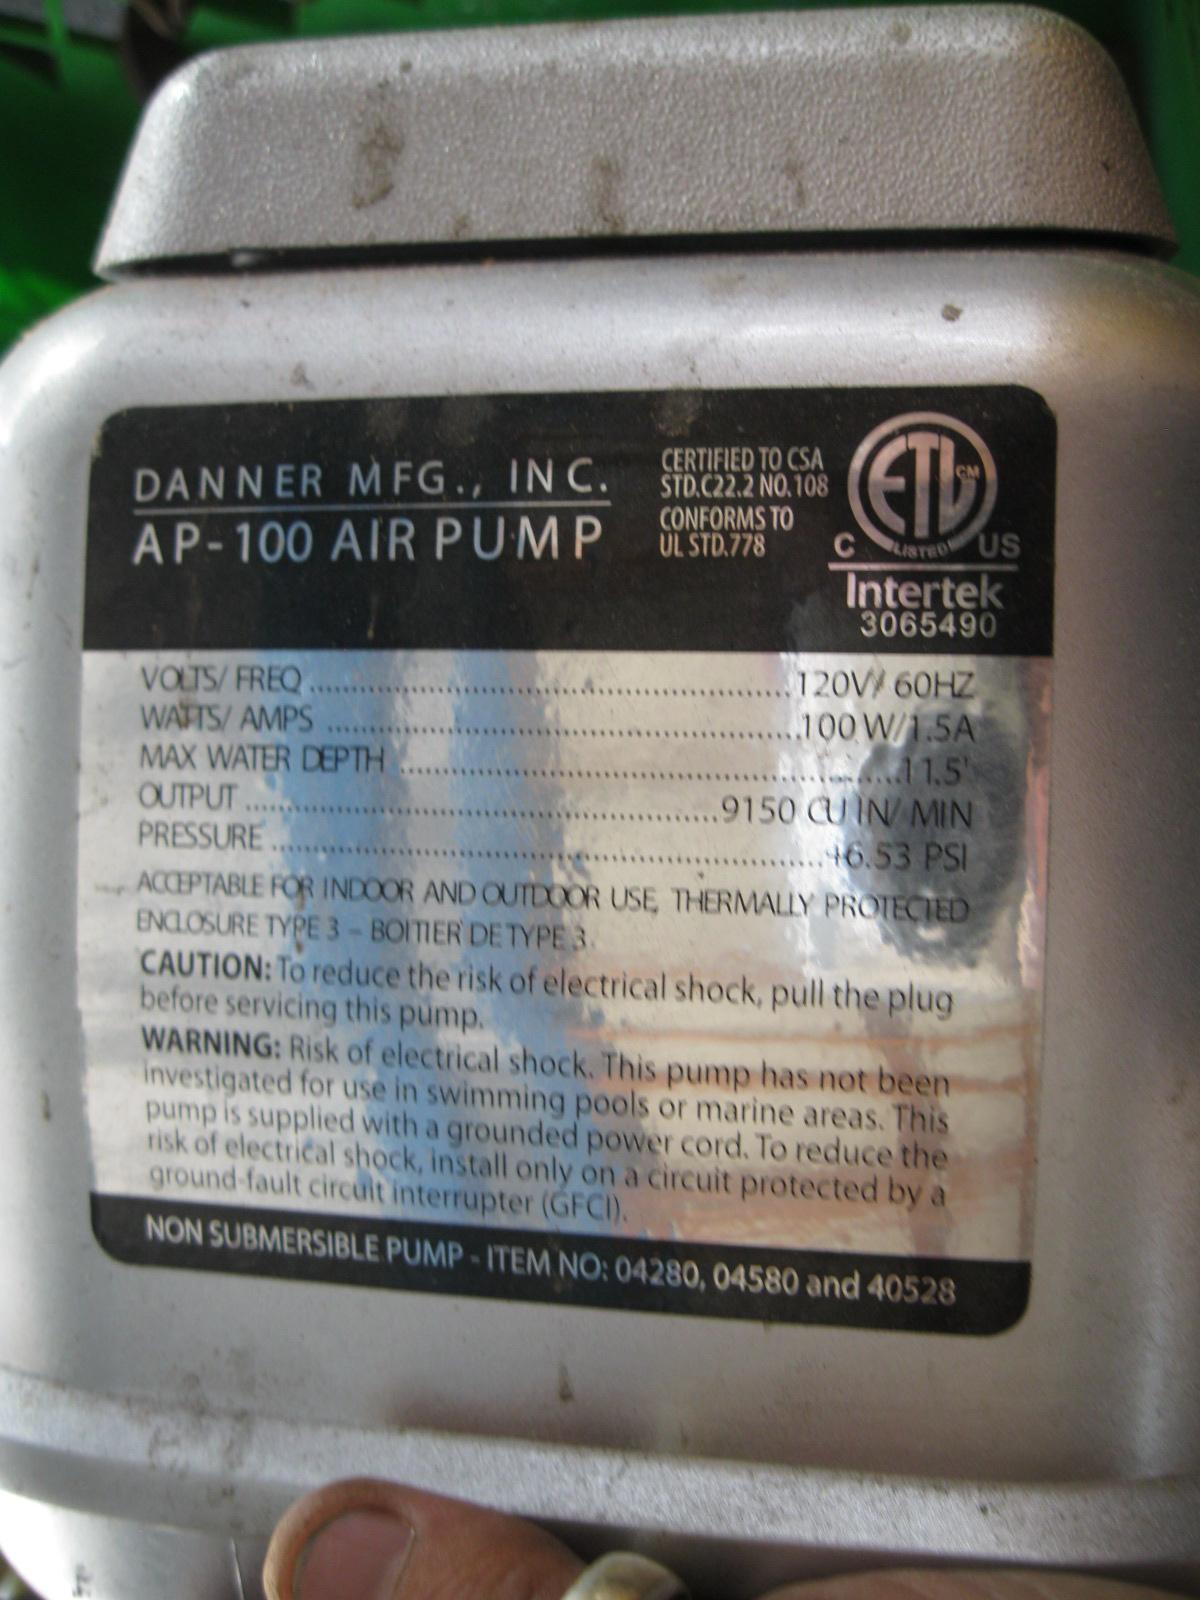 DANNER MFG., INC.
AP-100 AIR PUMP
CERTIFIED TO CSA
STD.C22.2 NO.108
CONFORMS TO
UL STD.778
ETL CM
C LISTED US
Intertek
3065490
VOLTS/ FREQ ........ 120V/ 60HZ
WATTS/ AMPS ........ 100 W/1.5A
MAX WATER DEPTH ........ 11.5'
OUTPUT ........ 9150 CU IN/ MIN
PRESSURE ........ +6.53 PSI
ACCEPTABLE FOR INDOOR AND OUTDOOR USE, THERMALLY PROTECTED
ENCLOSURE TYPE 3 – BOITIER DE TYPE 3.
CAUTION: To reduce the risk of electrical shock, pull the plug
before servicing this pump.
WARNING: Risk of electrical shock. This pump has not been
investigated for use in swimming pools or marine areas. This
pump is supplied with a grounded power cord. To reduce the
risk of electrical shock, install only on a circuit protected by a
ground-fault circuit interrupter (GFCI).
NON SUBMERSIBLE PUMP - ITEM NO: 04280, 04580 and 40528